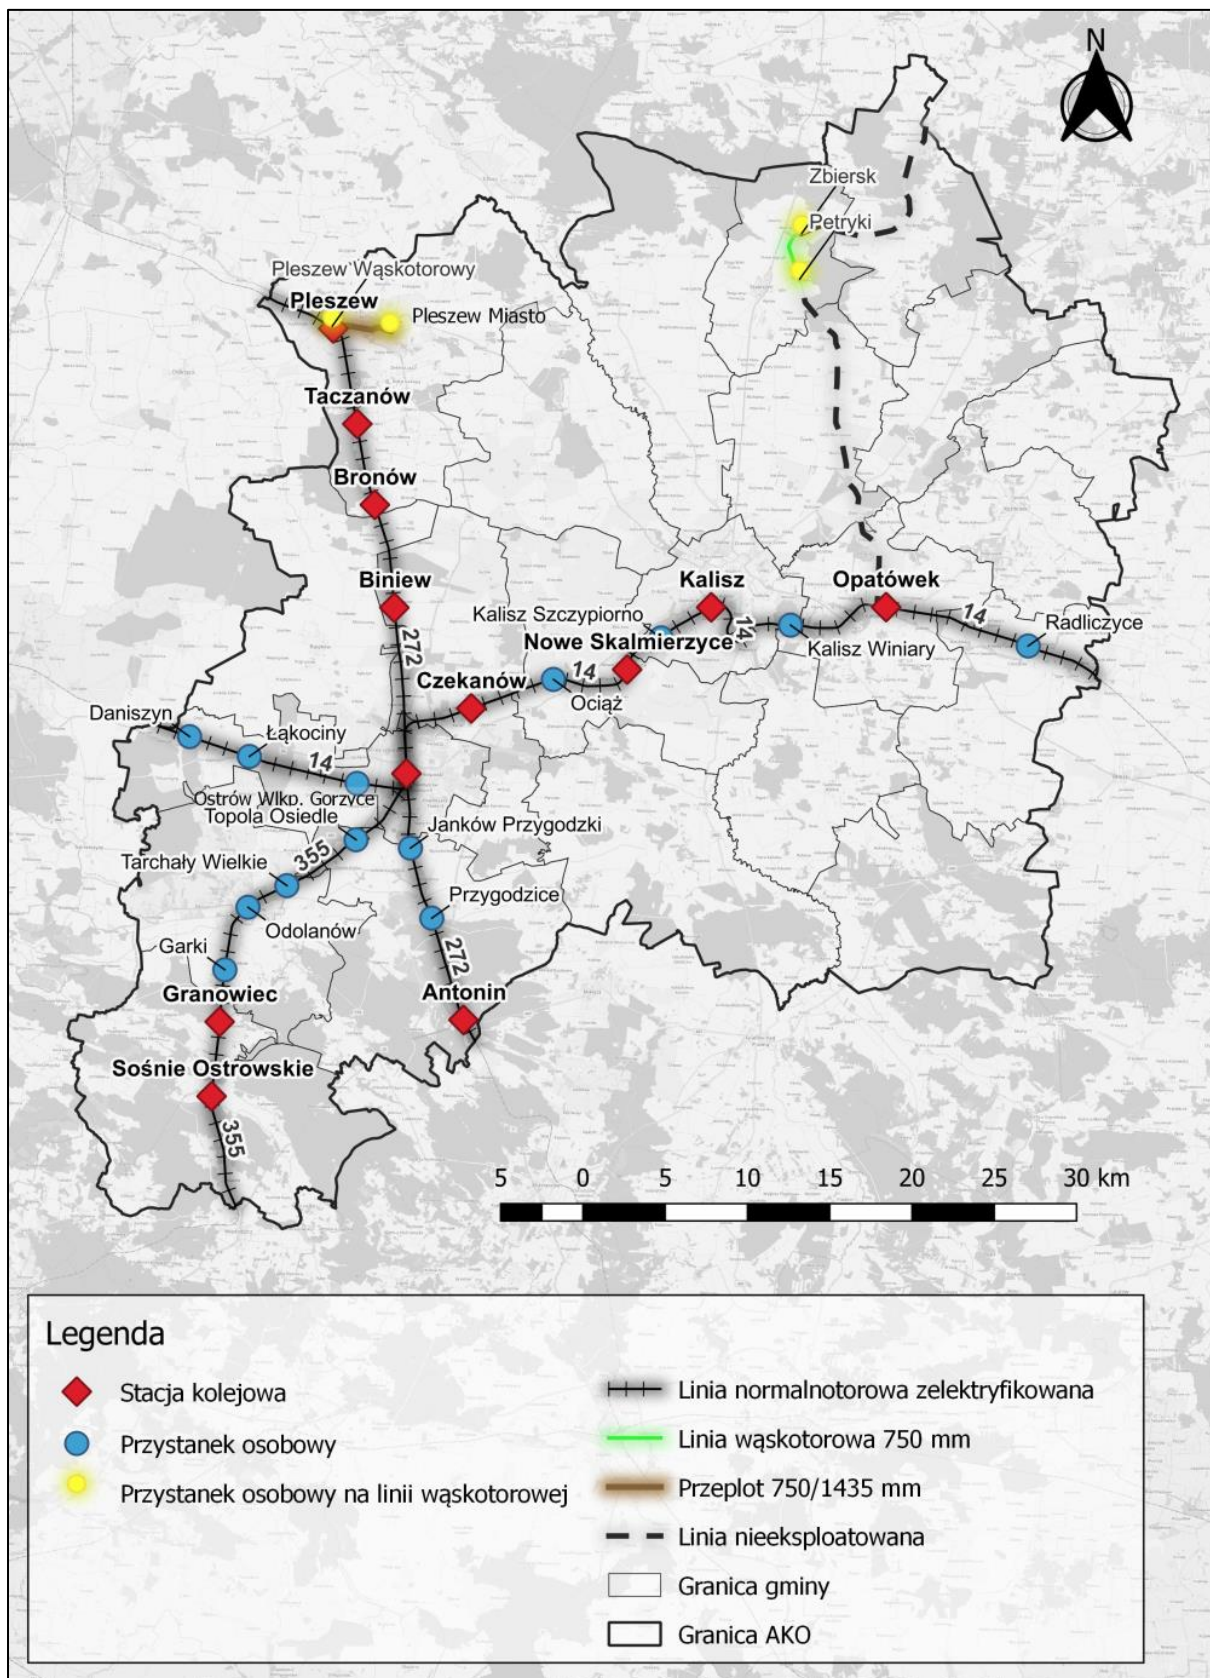 N
Zbiersk
Petryki
Pleszew Wąskotorowy
Pleszew
Pleszew Miasto
Taczanów
Bronów
Biniew
272
Kalisz
Opatówek
Kalisz Szczypiorno
14
14
Radliczyce
Nowe Skalmierzyce
Kalisz Winiary
Czekanów
14
Ociąż
Daniszyn
Łąkociny
14
Ostrów Wlkp. Gorzyce
Topola Osiedle
Janków Przygodzki
355
Tarchały Wielkie
Przygodzice
Odolanów
Garki
272
Granowiec
Antonin
Sośnie Ostrowskie
355
5 0 5 10 15 20 25 30 km
Legenda
Stacja kolejowa
Przystanek osobowy
Przystanek osobowy na linii wąskotorowej
Linia normalnotorowa zelektryfikowana
Linia wąskotorowa 750 mm
Przeplot 750/1435 mm
Linia nieeksploatowana
Granica gminy
Granica AKO